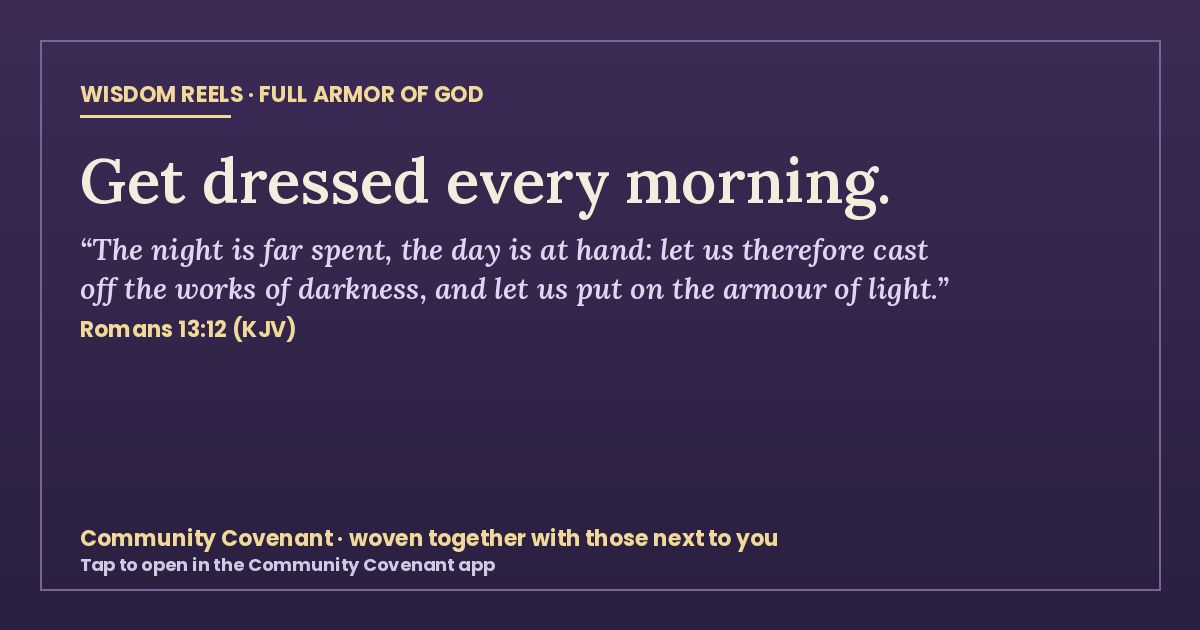 WISDOM REELS · FULL ARMOR OF GOD
Get dressed every morning.
“The night is far spent, the day is at hand: let us therefore cast
off the works of darkness, and let us put on the armour of light.”
Romans 13:12 (KJV)
Community Covenant · woven together with those next to you
Tap to open in the Community Covenant app